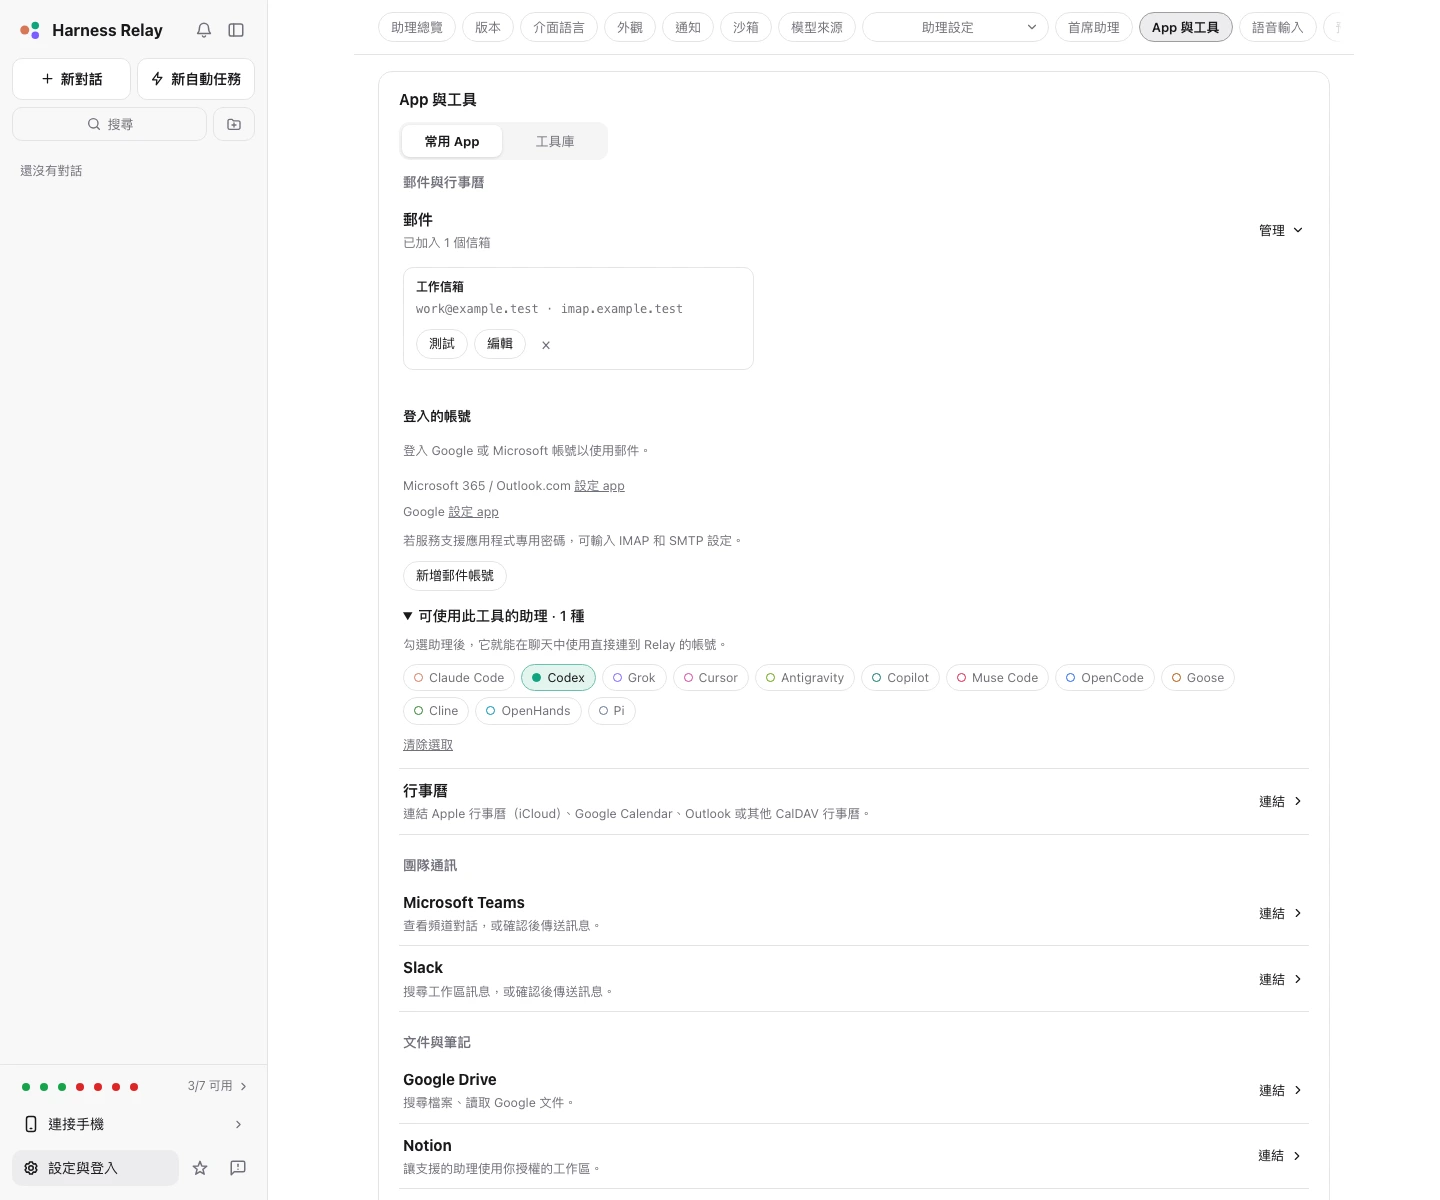 Harness Relay
新對話
新自動任務
搜尋
還沒有對話
3/7 可用
連接手機
設定與登入
助理總覽
版本
介面語言
外觀
通知
沙箱
模型來源
助理設定
首席助理
App 與工具
語音輸入
App 與工具
常用 App
工具庫
郵件與行事曆
郵件
已加入 1 個信箱
管理
工作信箱
work@example.test · imap.example.test
測試
編輯
×
登入的帳號
登入 Google 或 Microsoft 帳號以使用郵件。
Microsoft 365 / Outlook.com 設定 app
Google 設定 app
若服務支援應用程式專用密碼，可輸入 IMAP 和 SMTP 設定。
新增郵件帳號
▼ 可使用此工具的助理 · 1 種
勾選助理後，它就能在聊天中使用直接連到 Relay 的帳號。
Claude Code
Codex
Grok
Cursor
Antigravity
Copilot
Muse Code
OpenCode
Goose
Cline
OpenHands
Pi
清除選取
行事曆
連結 Apple 行事曆（iCloud）、Google Calendar、Outlook 或其他 CalDAV 行事曆。
連結
團隊通訊
Microsoft Teams
查看頻道對話，或確認後傳送訊息。
連結
Slack
搜尋工作區訊息，或確認後傳送訊息。
連結
文件與筆記
Google Drive
搜尋檔案、讀取 Google 文件。
連結
Notion
讓支援的助理使用你授權的工作區。
連結